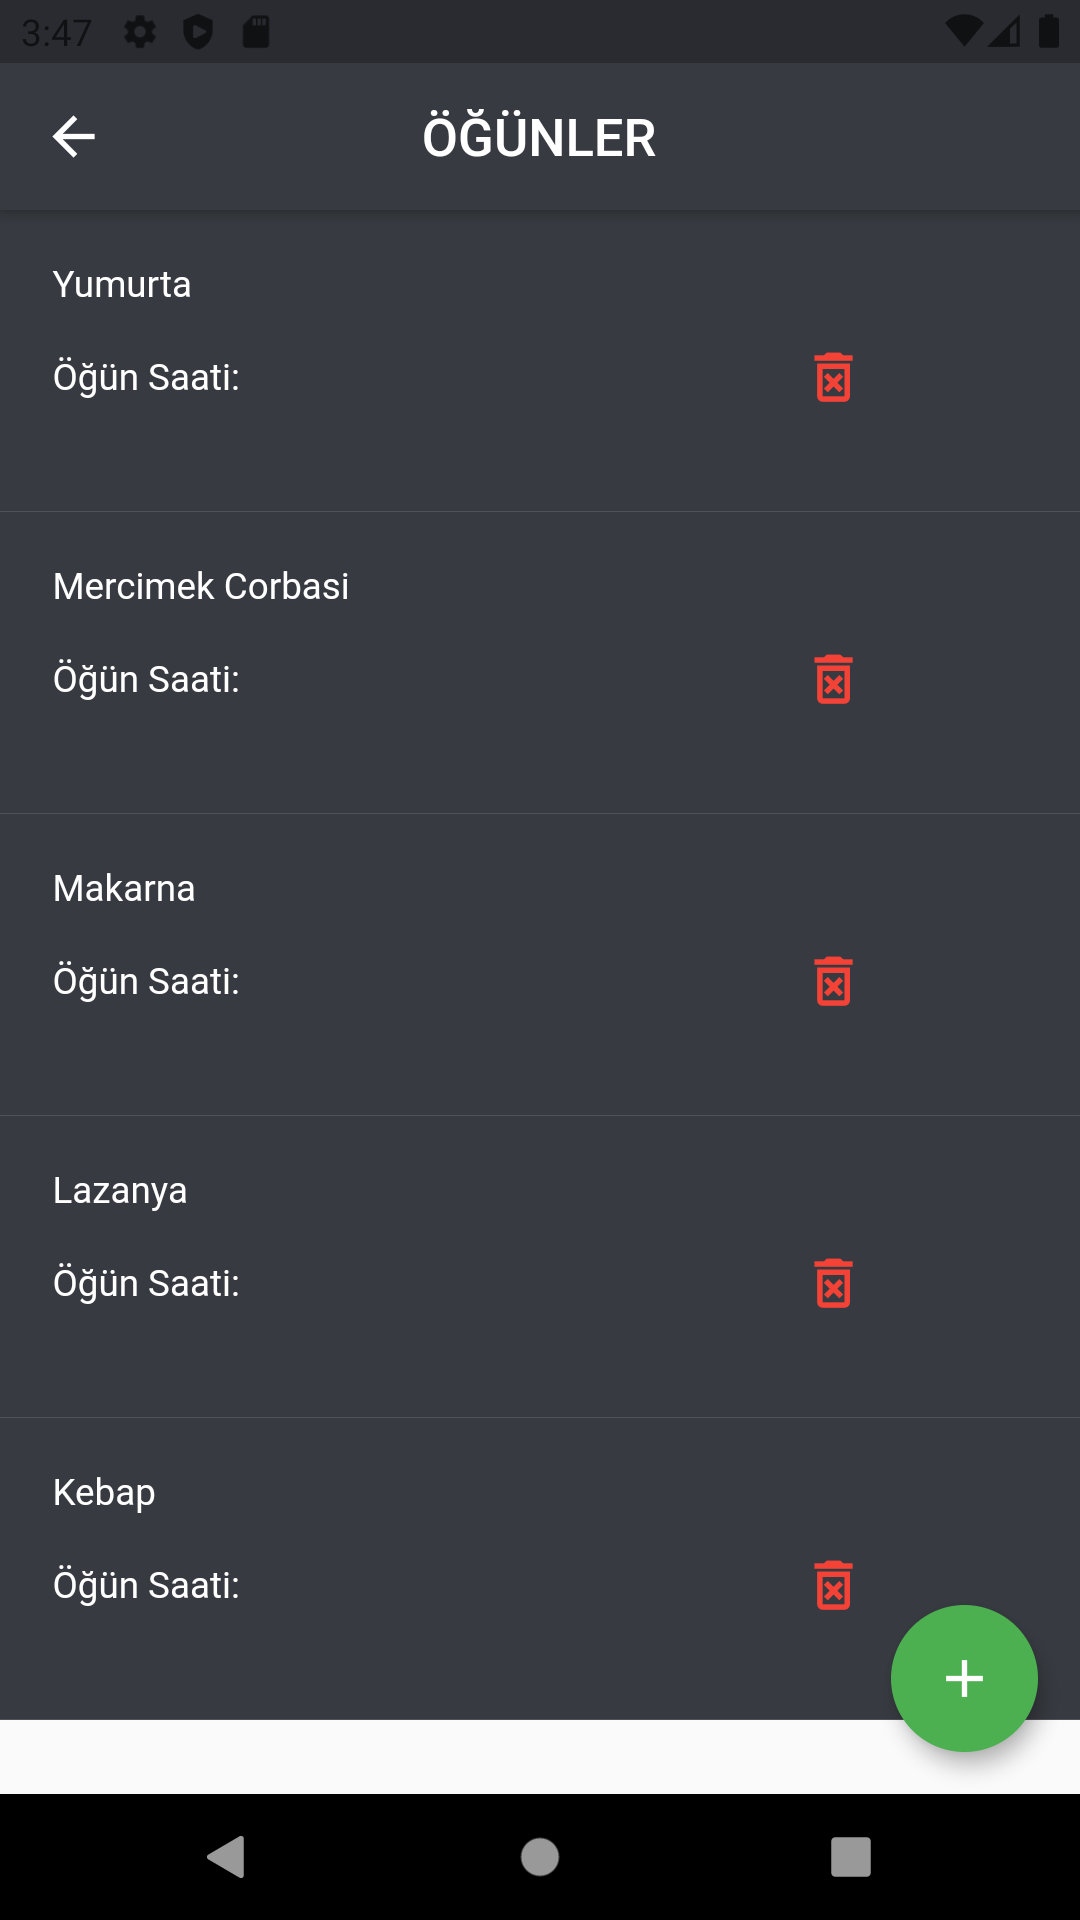 3:47
ÖĞÜNLER
Yumurta
Öğün Saati:
Mercimek Corbasi
Öğün Saati:
Makarna
Öğün Saati:
Lazanya
Öğün Saati:
Kebap
Öğün Saati: